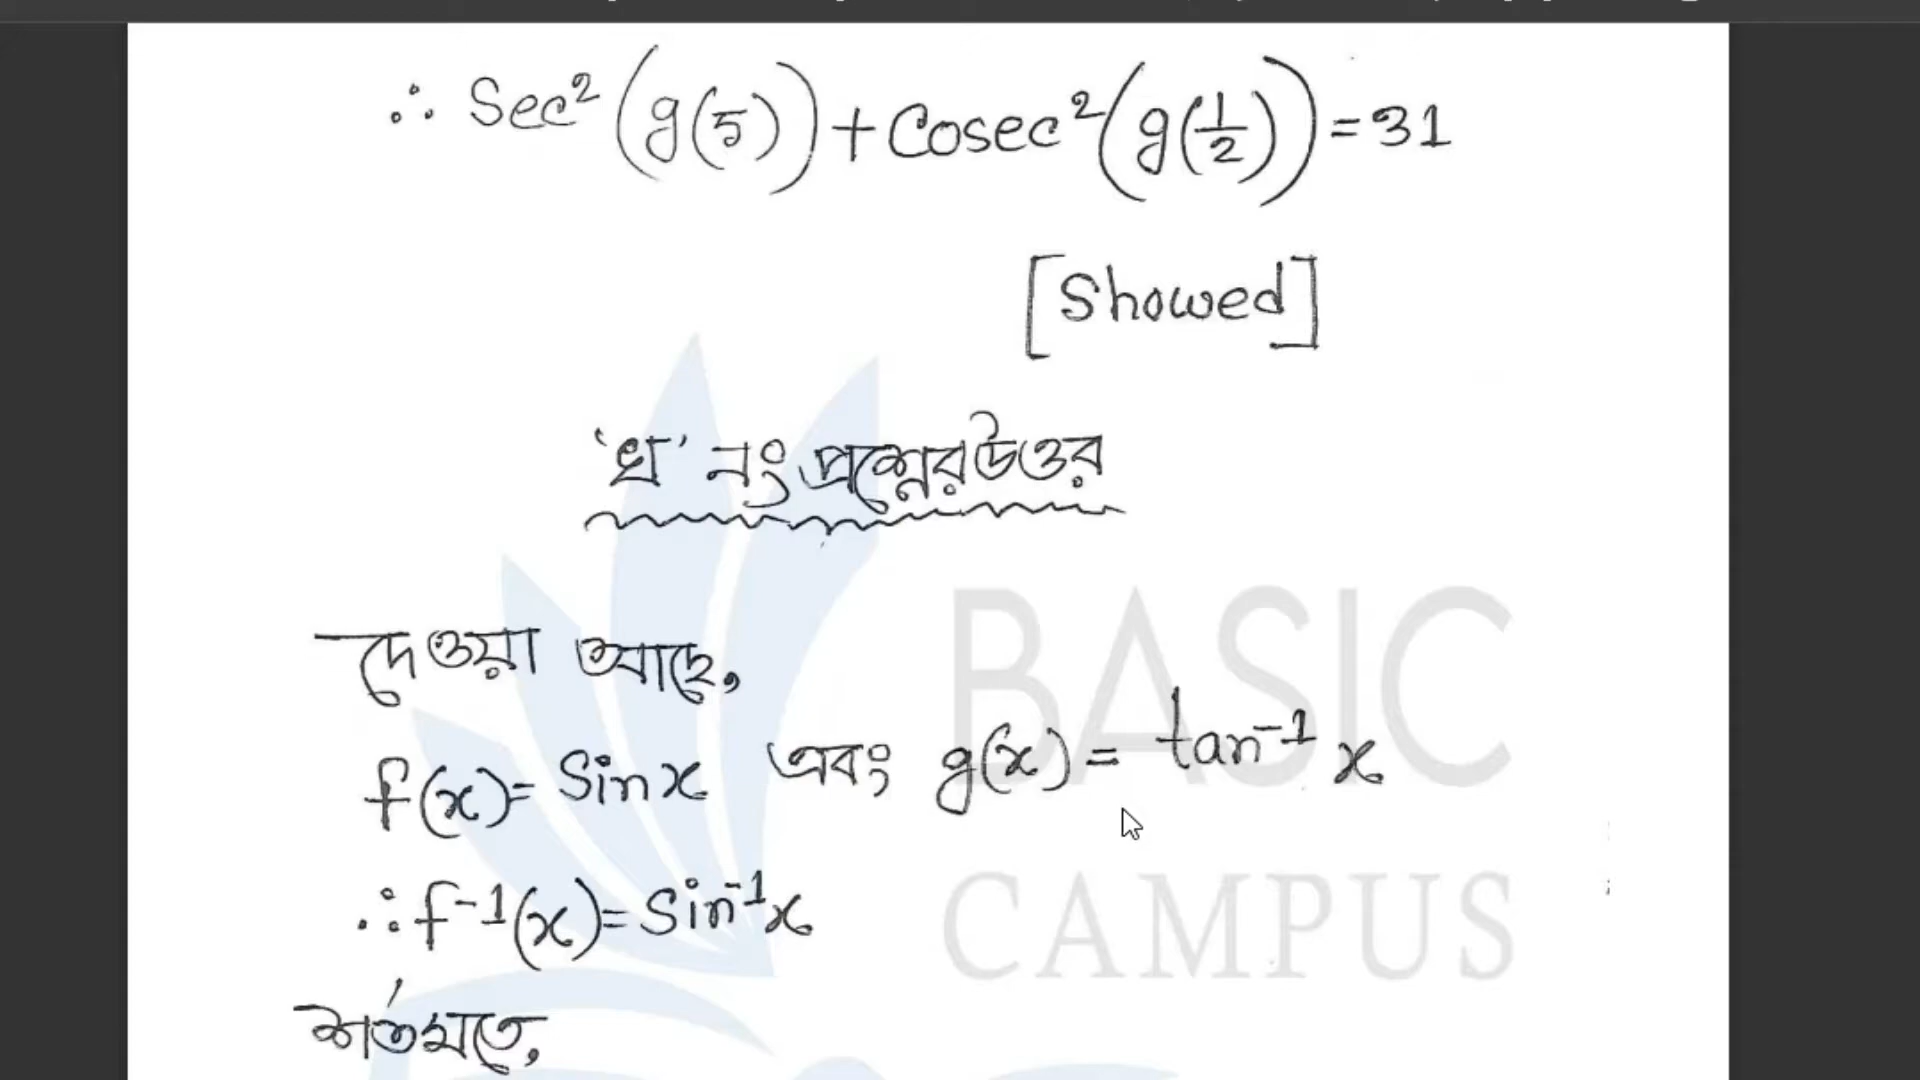 ∴ Sec² (g(5)) + Cosec² (g(1/2)) = 31
[Showed]
'খ' নং প্রশ্নের উত্তর
দেওয়া আছে,
f(x) = Sin x এবং g(x) = tan⁻¹ x
∴ f⁻¹(x) = Sin⁻¹x
শর্তমতে,
BASIC
CAMPUS